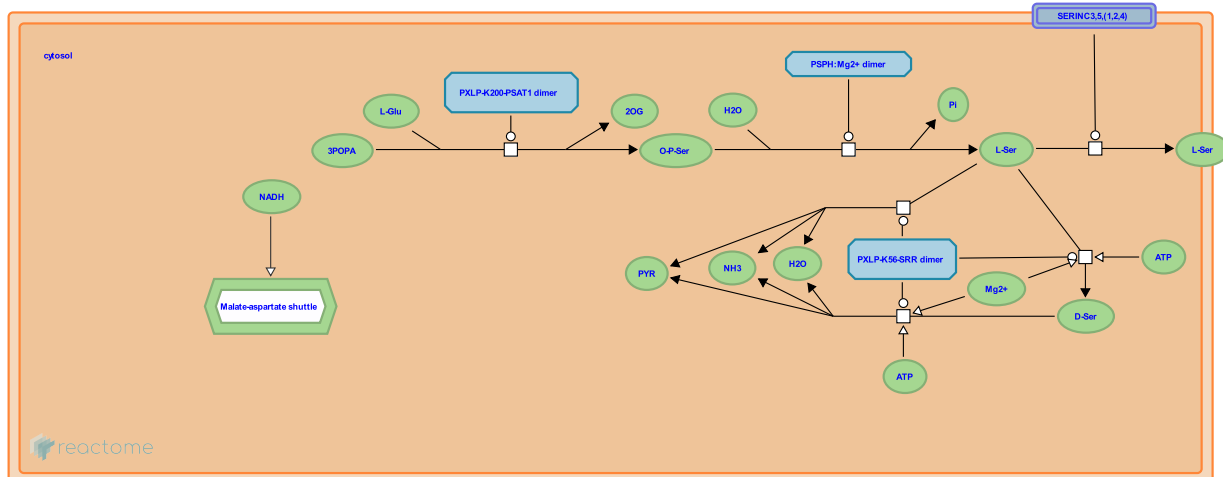 SERINC3,5,(1,2,4)
cytosol
PSPH:Mg2+ dimer
PXLP-K200-PSAT1 dimer
L-Glu
2OG
H2O
Pi
3POPA
O-P-Ser
L-Ser
L-Ser
NADH
PYR
NH3
H2O
PXLP-K56-SRR dimer
ATP
Mg2+
Malate-aspartate shuttle
D-Ser
ATP
reactome